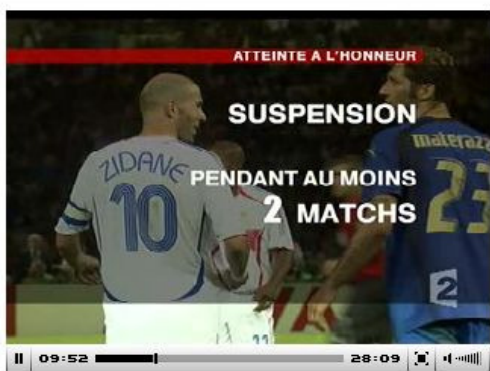 ATTEINTE A L'HONNEUR
SUSPENSION
PENDANT AU MOINS
2 MATCHS
ZIDANE
10
materazzi
23
2
09:52
28:09